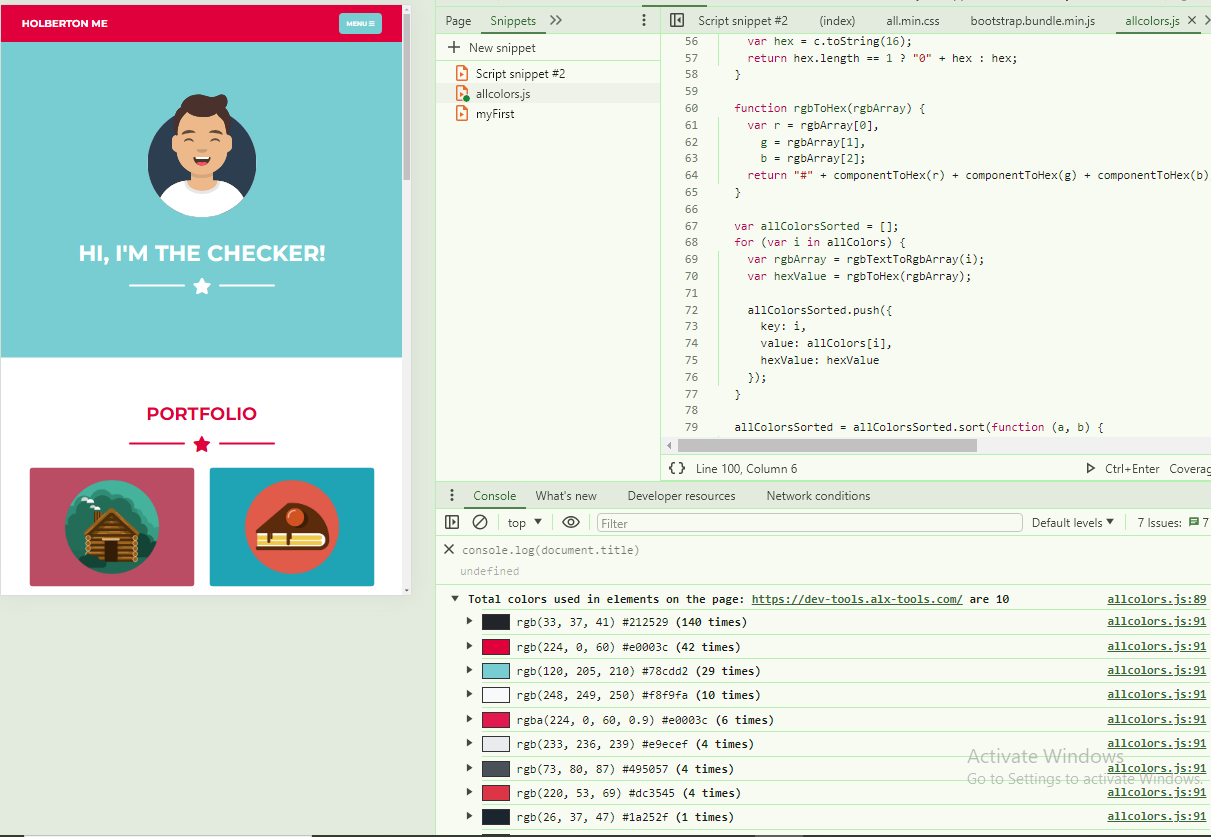 HOLBERTON ME
MENU
HI, I'M THE CHECKER!
PORTFOLIO
Page
Snippets
New snippet
Script snippet #2
allcolors.js
myFirst
Script snippet #2
(index)
all.min.css
bootstrap.bundle.min.js
allcolors.js
56 var hex = c.toString(16);
57 return hex.length == 1 ? "0" + hex : hex;
58 }
59
60 function rgbToHex(rgbArray) {
61 var r = rgbArray[0],
62 g = rgbArray[1],
63 b = rgbArray[2];
64 return "#" + componentToHex(r) + componentToHex(g) + componentToHex(b)
65 }
66
67 var allColorsSorted = [];
68 for (var i in allColors) {
69 var rgbArray = rgbTextToRgbArray(i);
70 var hexValue = rgbToHex(rgbArray);
71
72 allColorsSorted.push({
73 key: i,
74 value: allColors[i],
75 hexValue: hexValue
76 });
77 }
78
79 allColorsSorted = allColorsSorted.sort(function (a, b) {
{ } Line 100, Column 6
Ctrl+Enter Coverag
Console What's new Developer resources Network conditions
top Filter Default levels 7 Issues: 7
console.log(document.title)
undefined
Total colors used in elements on the page: https://dev-tools.alx-tools.com/ are 10 allcolors.js:89
rgb(33, 37, 41) #212529 (140 times) allcolors.js:91
rgb(224, 0, 60) #e0003c (42 times) allcolors.js:91
rgb(120, 205, 210) #78cdd2 (29 times) allcolors.js:91
rgb(248, 249, 250) #f8f9fa (10 times) allcolors.js:91
rgba(224, 0, 60, 0.9) #e0003c (6 times) allcolors.js:91
rgb(233, 236, 239) #e9ecef (4 times) allcolors.js:91
rgb(73, 80, 87) #495057 (4 times) allcolors.js:91
rgb(220, 53, 69) #dc3545 (4 times) allcolors.js:91
rgb(26, 37, 47) #1a252f (1 times) allcolors.js:91
Activate Windows
Go to Settings to activate Windows.